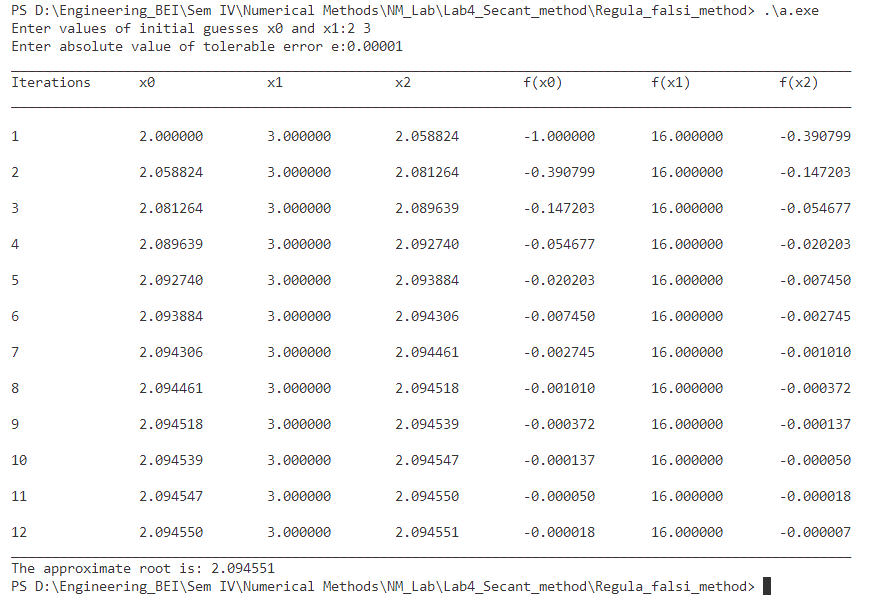 PS D:\Engineering_BEI\Sem IV\Numerical Methods\NM_Lab\Lab4_Secant_method\Regula_falsi_method> .\a.exe
Enter values of initial guesses x0 and x1:2 3
Enter absolute value of tolerable error e:0.00001
Iterations x0 x1 x2 f(x0) f(x1) f(x2)
1 2.000000 3.000000 2.058824 -1.000000 16.000000 -0.390799
2 2.058824 3.000000 2.081264 -0.390799 16.000000 -0.147203
3 2.081264 3.000000 2.089639 -0.147203 16.000000 -0.054677
4 2.089639 3.000000 2.092740 -0.054677 16.000000 -0.020203
5 2.092740 3.000000 2.093884 -0.020203 16.000000 -0.007450
6 2.093884 3.000000 2.094306 -0.007450 16.000000 -0.002745
7 2.094306 3.000000 2.094461 -0.002745 16.000000 -0.001010
8 2.094461 3.000000 2.094518 -0.001010 16.000000 -0.000372
9 2.094518 3.000000 2.094539 -0.000372 16.000000 -0.000137
10 2.094539 3.000000 2.094547 -0.000137 16.000000 -0.000050
11 2.094547 3.000000 2.094550 -0.000050 16.000000 -0.000018
12 2.094550 3.000000 2.094551 -0.000018 16.000000 -0.000007
The approximate root is: 2.094551
PS D:\Engineering_BEI\Sem IV\Numerical Methods\NM_Lab\Lab4_Secant_method\Regula_falsi_method>